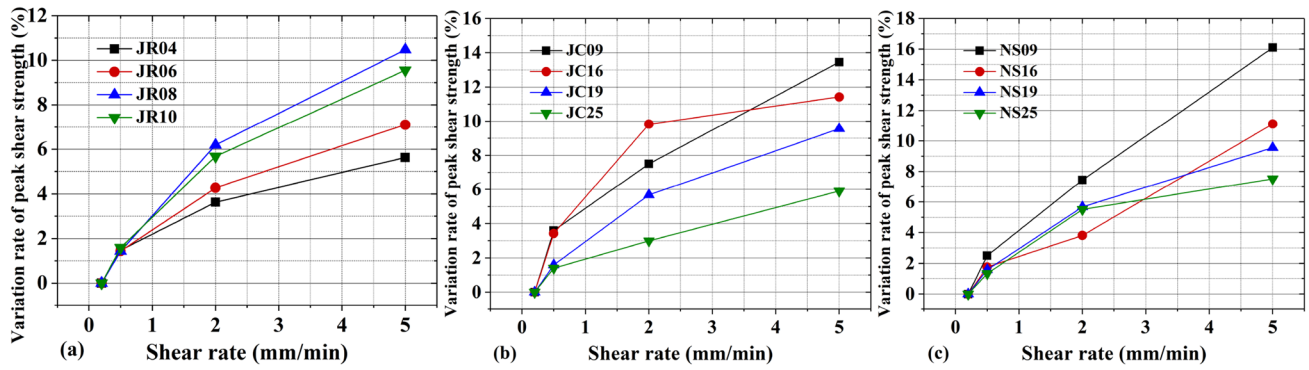 Variation rate of peak shear strength (%)
12
10
8
6
4
2
0
JR04
JR06
JR08
JR10
0 1 2 3 4 5
(a)
Shear rate (mm/min)
Variation rate of peak shear strength (%)
16
14
12
10
8
6
4
2
0
JC09
JC16
JC19
JC25
0 1 2 3 4 5
(b)
Shear rate (mm/min)
Variation rate of peak shear strength (%)
18
16
14
12
10
8
6
4
2
0
NS09
NS16
NS19
NS25
0 1 2 3 4 5
(c)
Shear rate (mm/min)